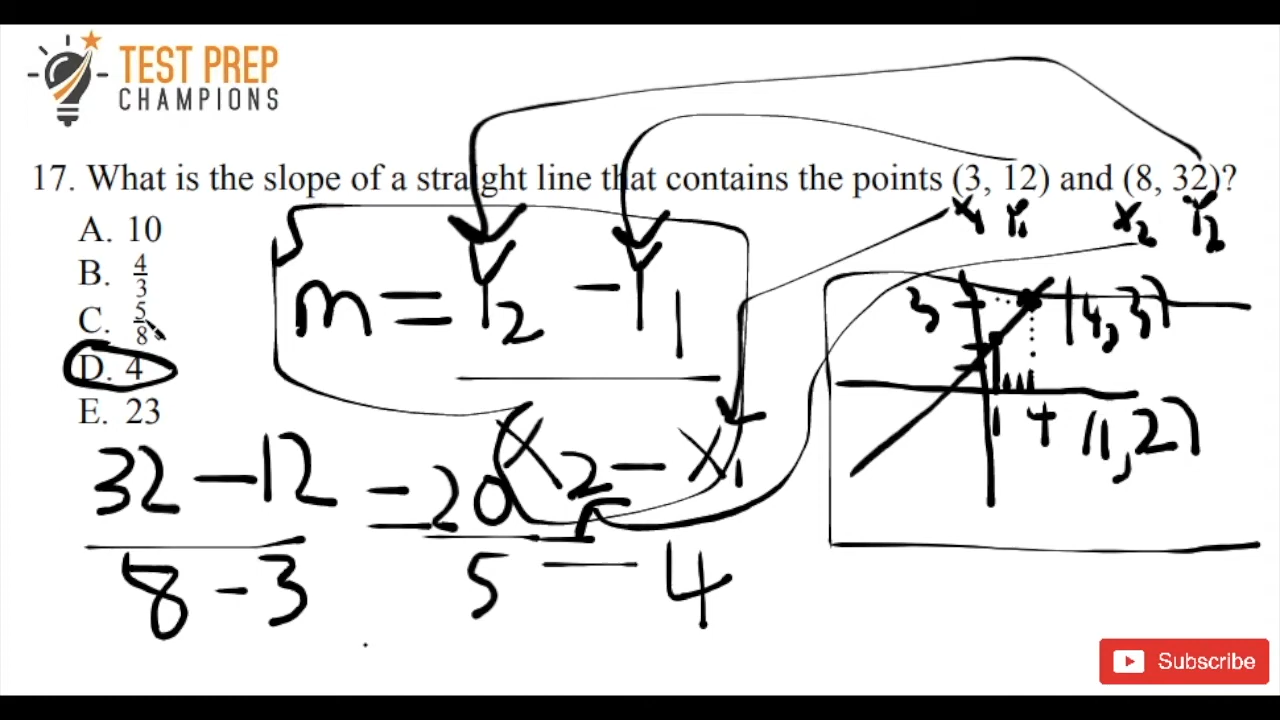 TEST PREP
CHAMPIONS
17. What is the slope of a straight line that contains the points (3, 12) and (8, 32)?
X1 Y1 X2 Y2
A. 10
B. 4/3
C. 5/8
D. 4
E. 23
m = Y2 - Y1
X2 - X1
3 (4,3)
1 4 (1,2)
32 - 12 = 20
8 - 3 5 = 4
Subscribe